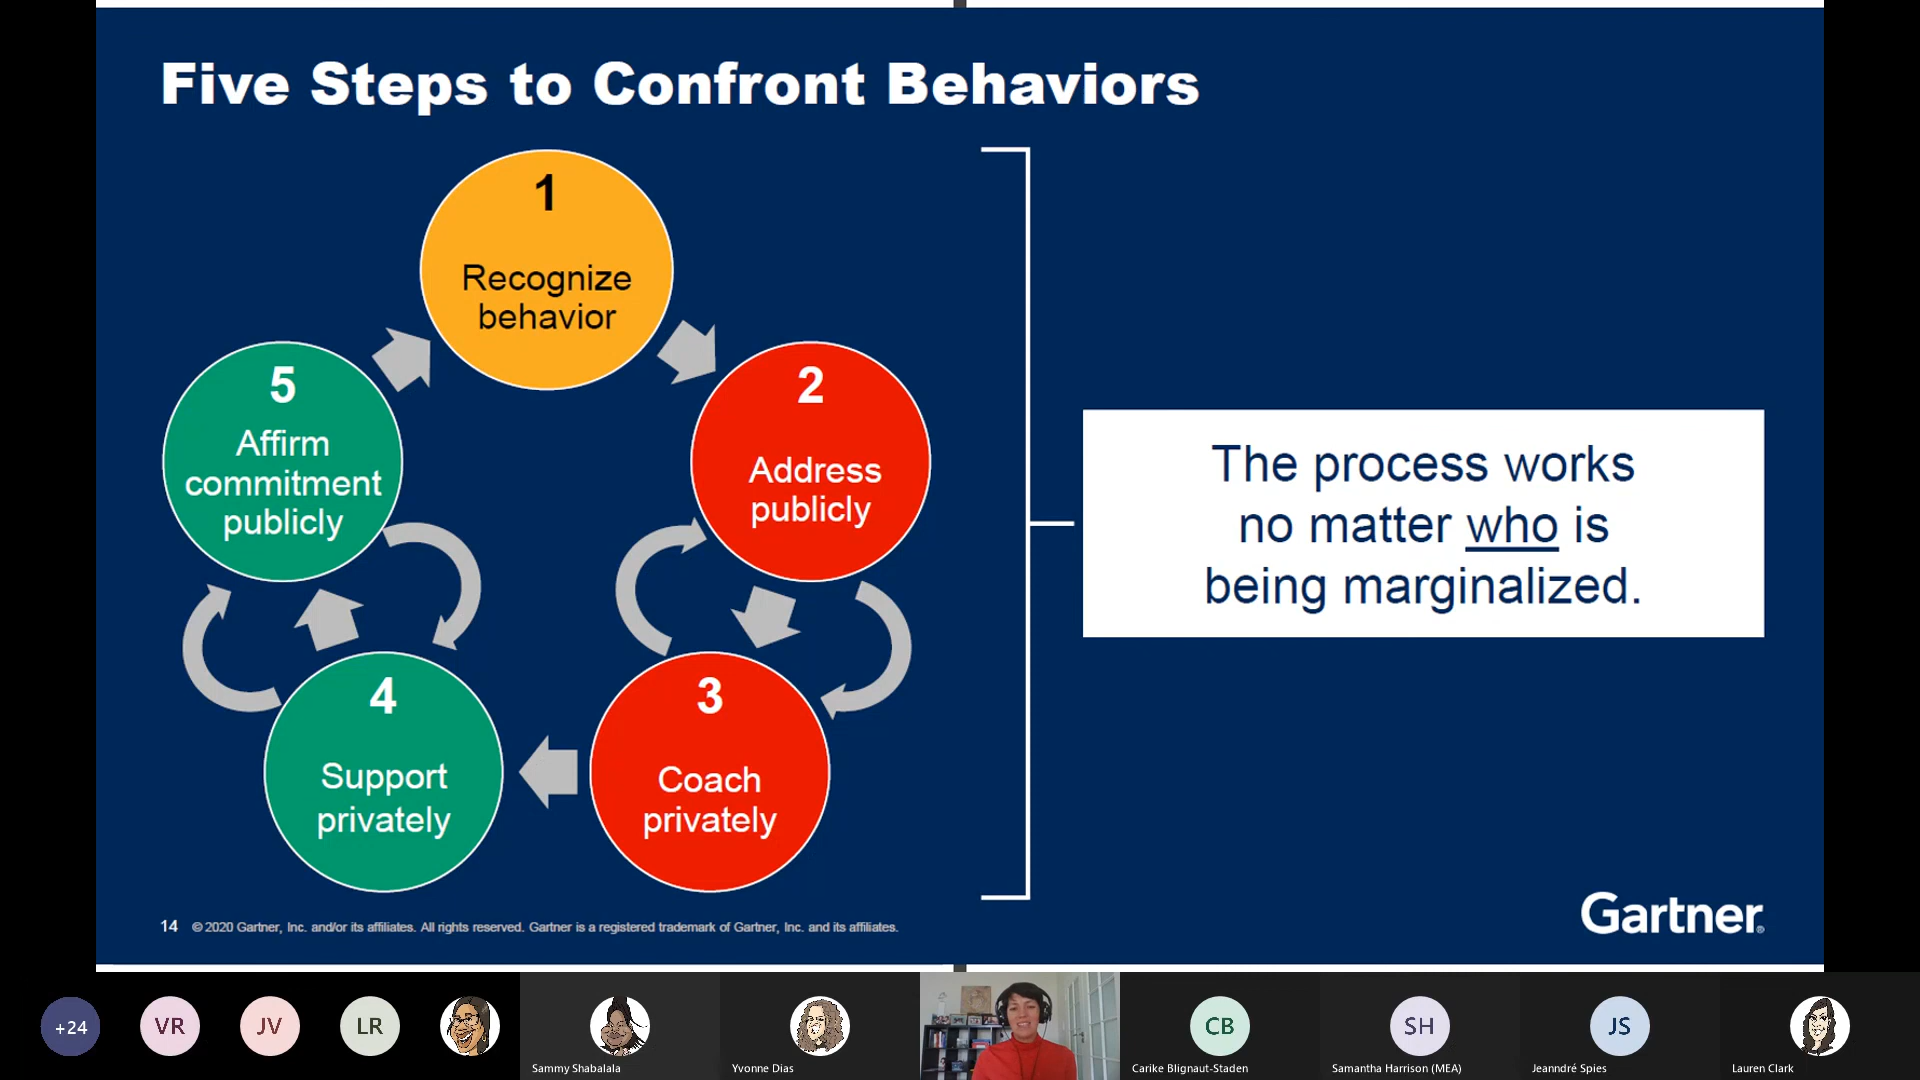 Five Steps to Confront Behaviors
1
Recognize
behavior
2
Address
publicly
3
Coach
privately
4
Support
privately
5
Affirm
commitment
publicly
The process works
no matter who is
being marginalized.
14 © 2020 Gartner, Inc. and/or its affiliates. All rights reserved. Gartner is a registered trademark of Gartner, Inc. and its affiliates.
Gartner®
+24
VR
JV
LR
Sammy Shabalala
Yvonne Dias
CB
Carike Blignaut-Staden
SH
Samantha Harrison (MEA)
JS
Jeanndré Spies
Lauren Clark